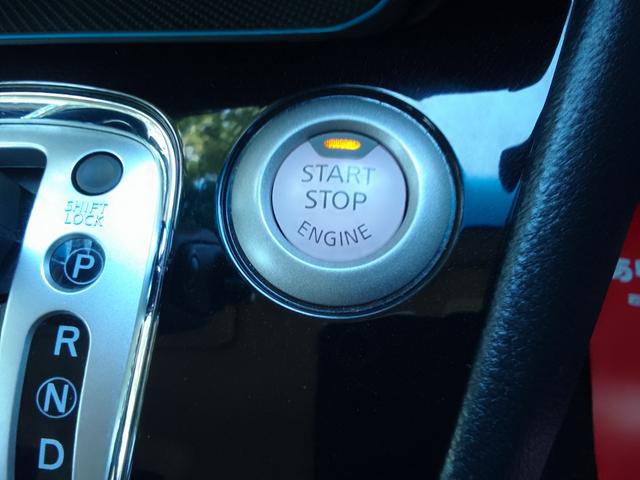 START
STOP
ENGINE
SHIFT
LOCK
P
R
N
D